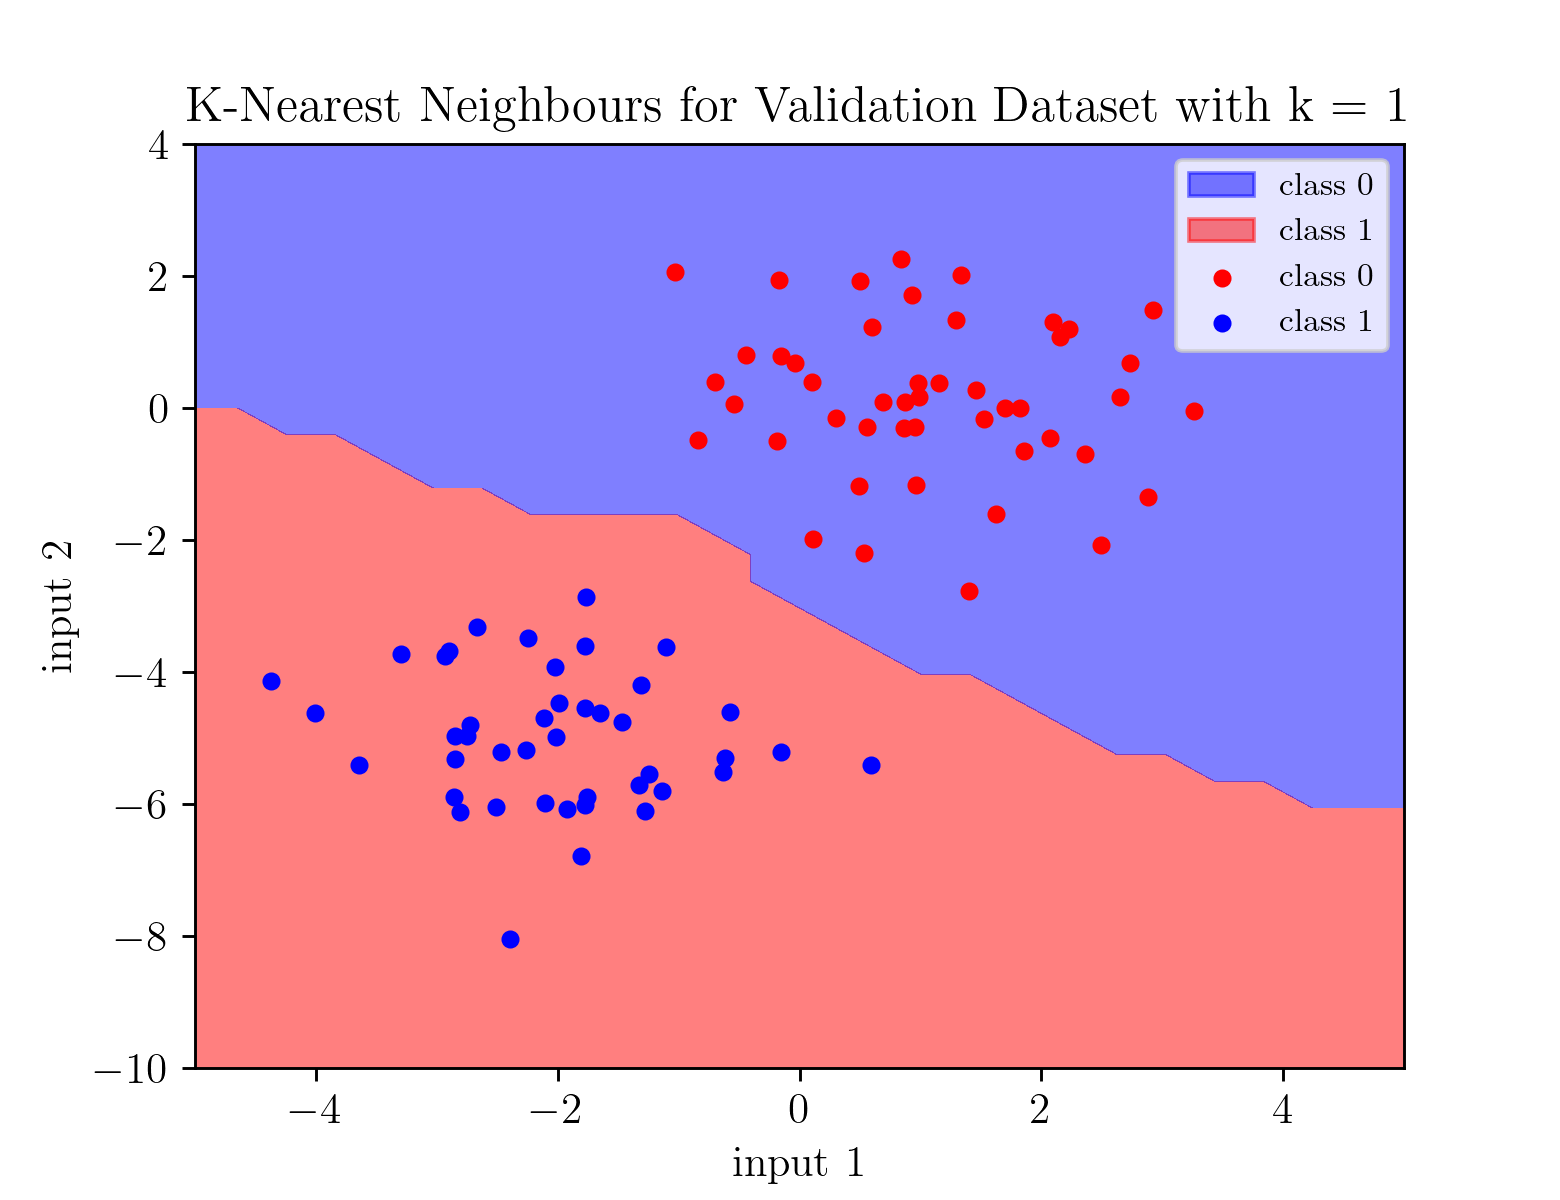 K-Nearest Neighbours for Validation Dataset with k = 1
4
2
0
−2
−4
−6
−8
−10
input 2
class 0
class 1
class 0
class 1
−4 −2 0 2 4
input 1